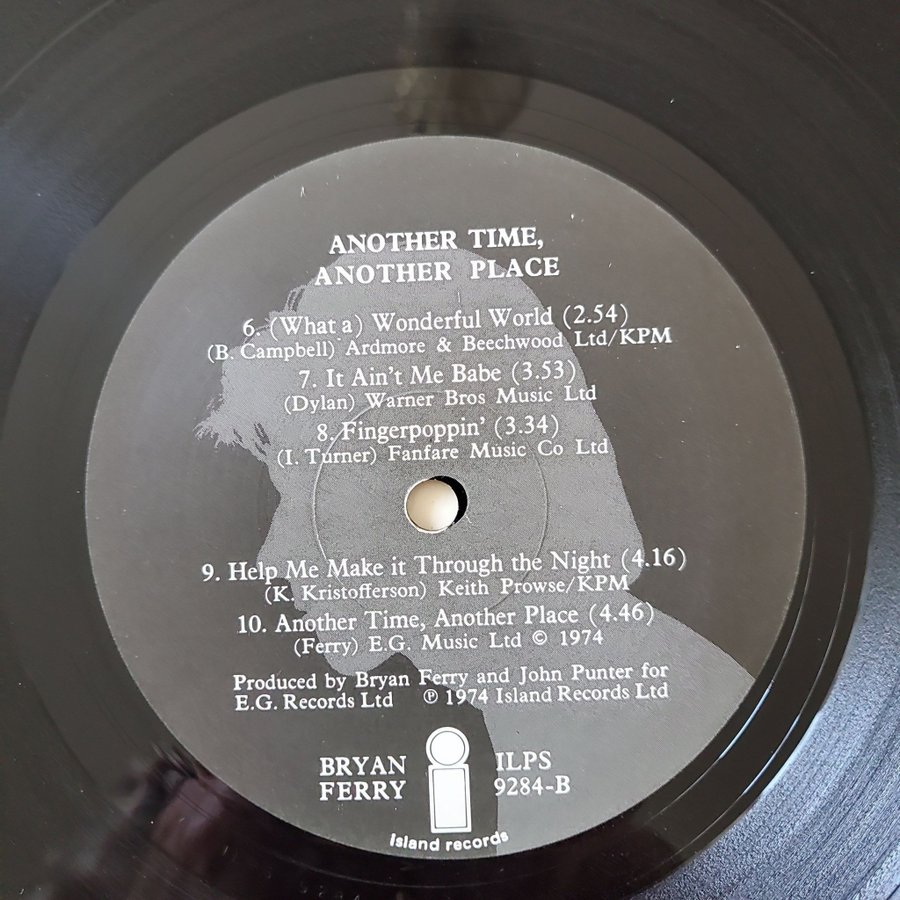 ANOTHER TIME,
ANOTHER PLACE
6. (What a) Wonderful World (2.54)
(B. Campbell) Ardmore & Beechwood Ltd/KPM
7. It Ain't Me Babe (3.53)
(Dylan) Warner Bros Music Ltd
8. Fingerpoppin' (3.34)
(I. Turner) Fanfare Music Co Ltd
9. Help Me Make it Through the Night (4.16)
(K. Kristofferson) Keith Prowse/KPM
10. Another Time, Another Place (4.46)
(Ferry) E.G. Music Ltd © 1974
Produced by Bryan Ferry and John Punter for
E.G. Records Ltd ℗ 1974 Island Records Ltd
BRYAN FERRY
ILPS 9284-B
island records